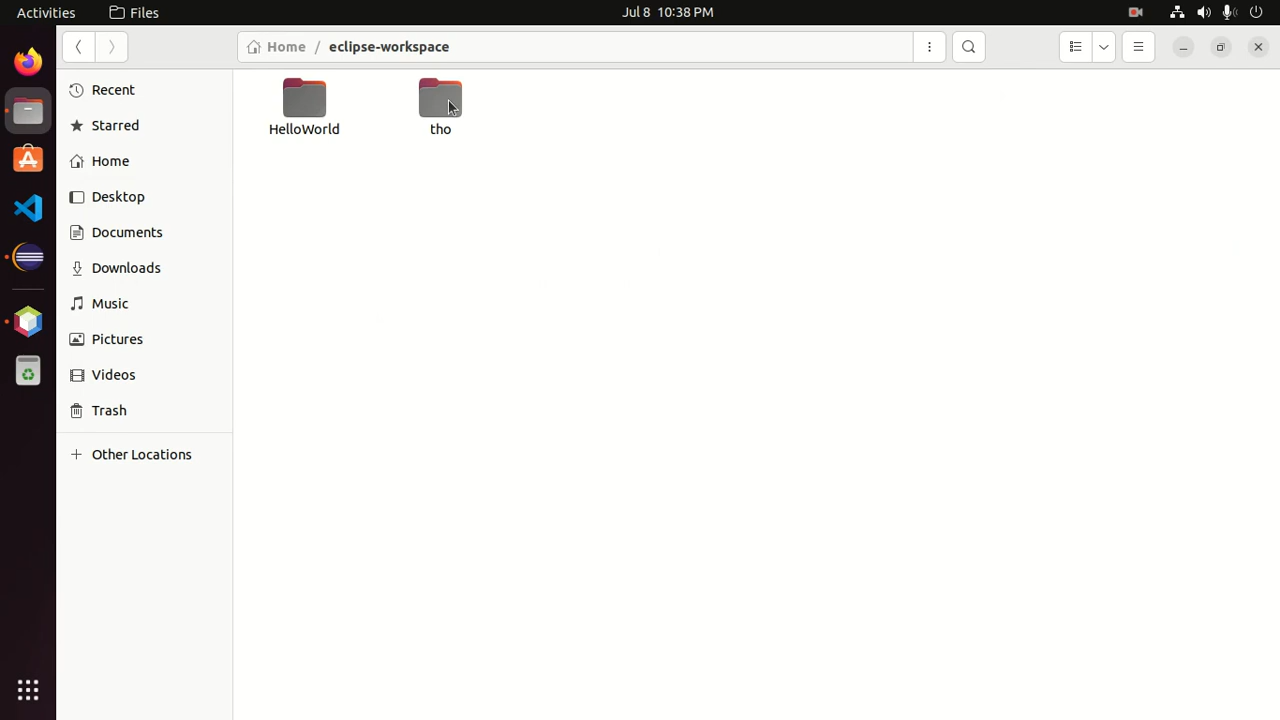 Activities Files Jul 8 10:38 PM
Home / eclipse-workspace
Recent
Starred
Home
Desktop
Documents
Downloads
Music
Pictures
Videos
Trash
Other Locations
HelloWorld tho